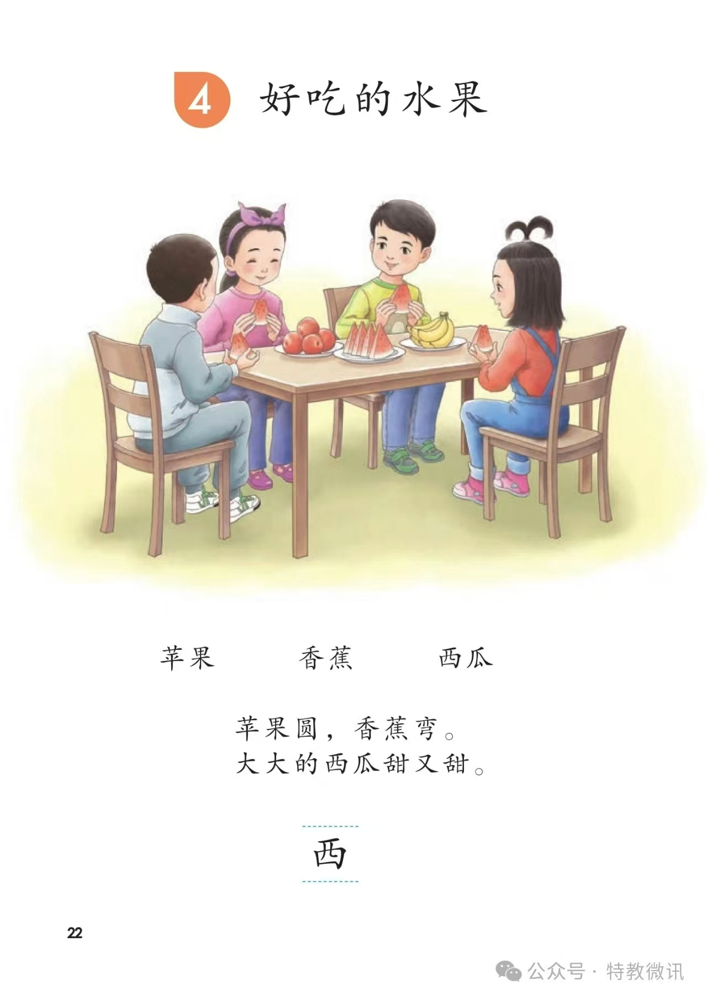 4 好吃的水果
苹果 香蕉 西瓜
苹果圆，香蕉弯。
大大的西瓜甜又甜。
西
22
公众号·特教微讯